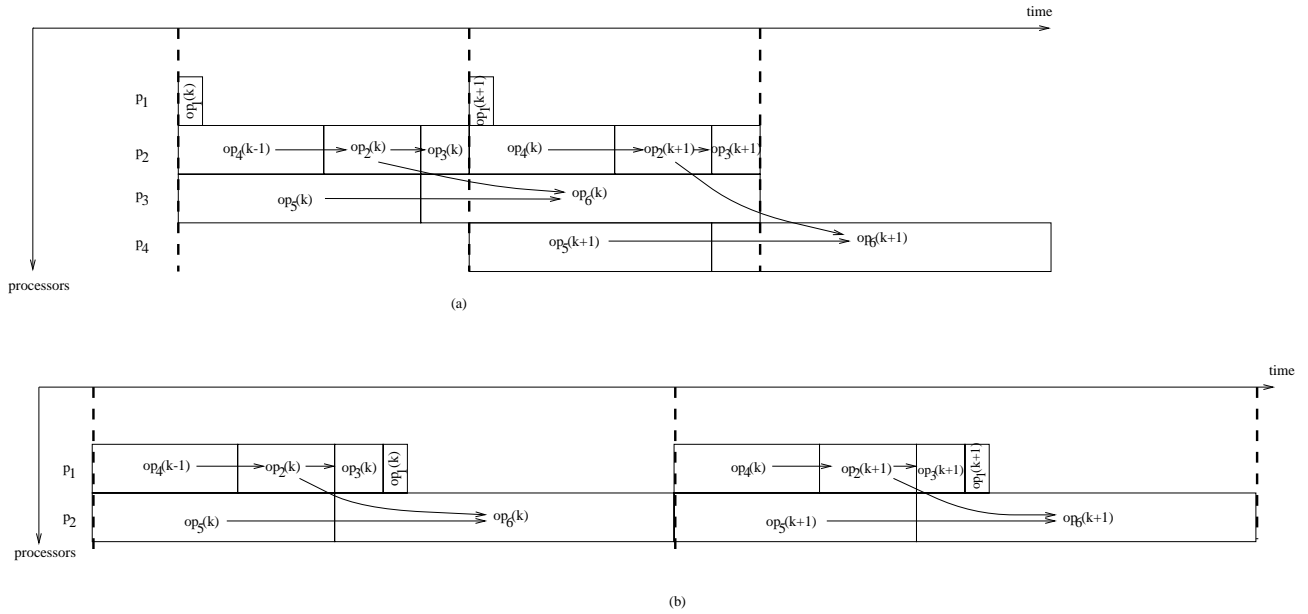 time
p1 op1(k) op1(k+1)
p2 op4(k-1) op2(k) op3(k) op4(k) op2(k+1) op3(k+1)
p3 op5(k) op6(k)
p4 op5(k+1) op6(k+1)
processors
(a)
time
p1 op4(k-1) op2(k) op3(k) op1(k) op4(k) op2(k+1) op3(k+1) op1(k+1)
p2 op5(k) op6(k) op5(k+1) op6(k+1)
processors
(b)